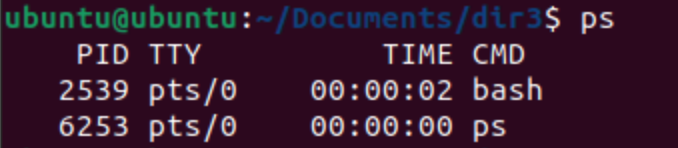 ubuntu@ubuntu:~/Documents/dir3$ ps
PID TTY TIME CMD
2539 pts/0 00:00:02 bash
6253 pts/0 00:00:00 ps